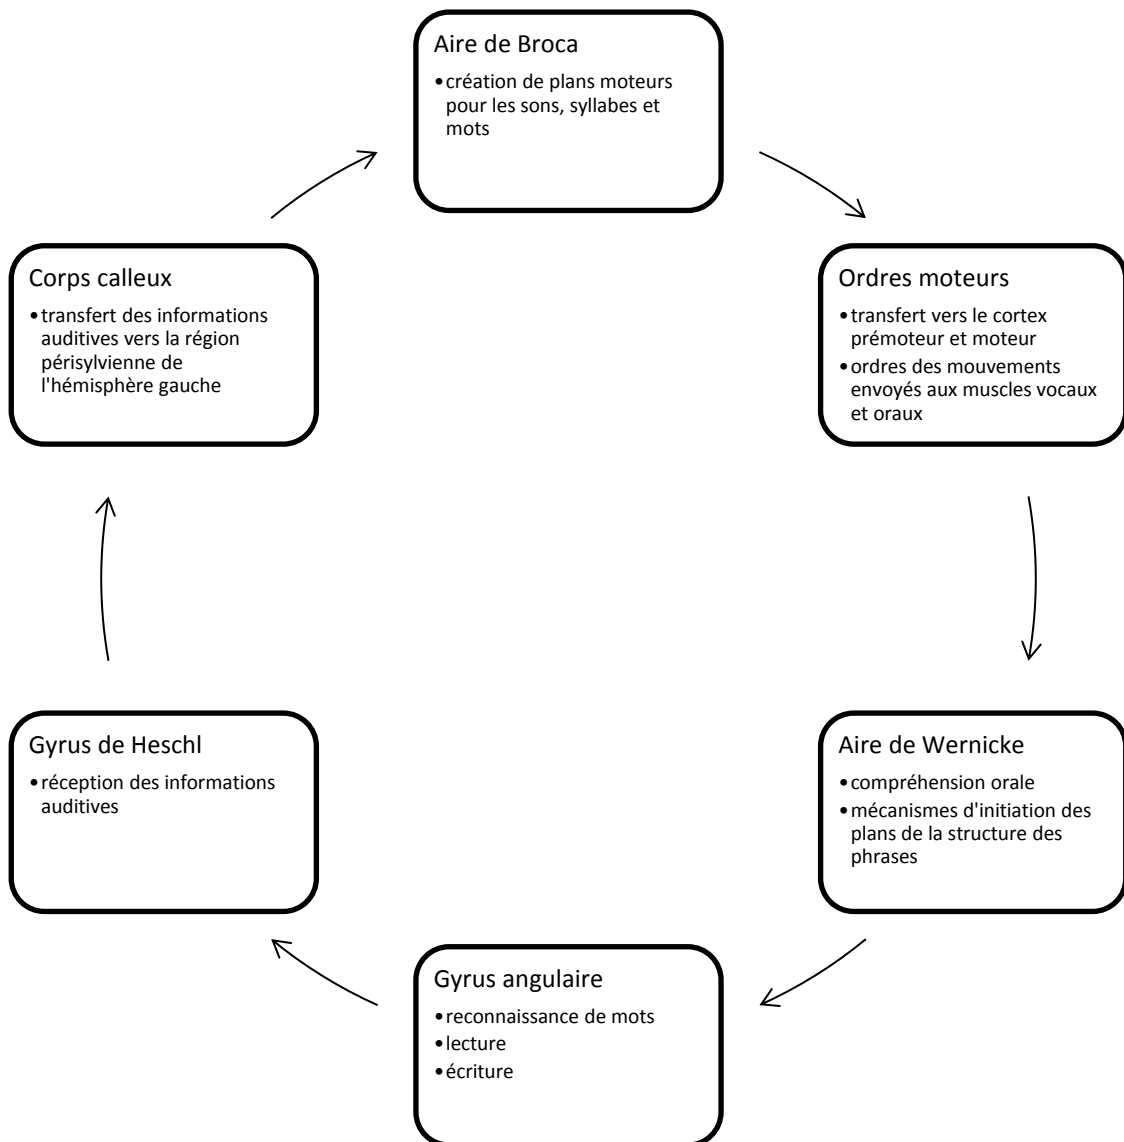 Aire de Broca
•création de plans moteurs
pour les sons, syllabes et
mots
Ordres moteurs
•transfert vers le cortex
prémoteur et moteur
•ordres des mouvements
envoyés aux muscles vocaux
et oraux
Aire de Wernicke
•compréhension orale
•mécanismes d'initiation des
plans de la structure des
phrases
Gyrus angulaire
•reconnaissance de mots
•lecture
•écriture
Gyrus de Heschl
•réception des informations
auditives
Corps calleux
•transfert des informations
auditives vers la région
périsylvienne de
l'hémisphère gauche